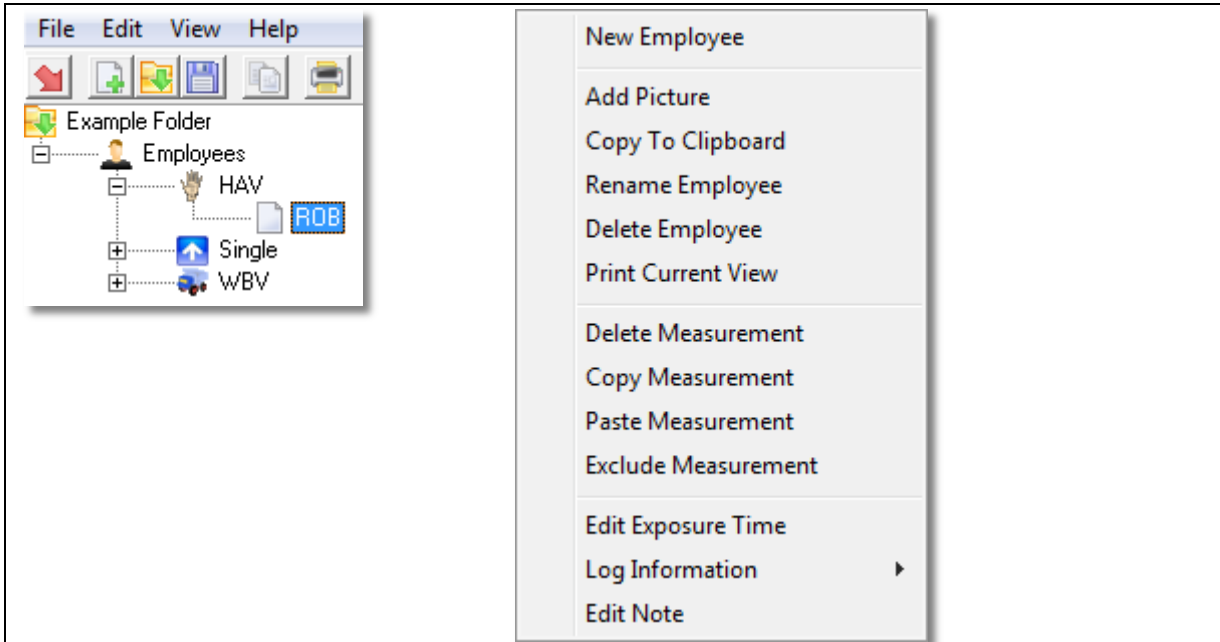 File Edit View Help
Example Folder
Employees
HAV
ROB
Single
WBV
New Employee
Add Picture
Copy To Clipboard
Rename Employee
Delete Employee
Print Current View
Delete Measurement
Copy Measurement
Paste Measurement
Exclude Measurement
Edit Exposure Time
Log Information
Edit Note